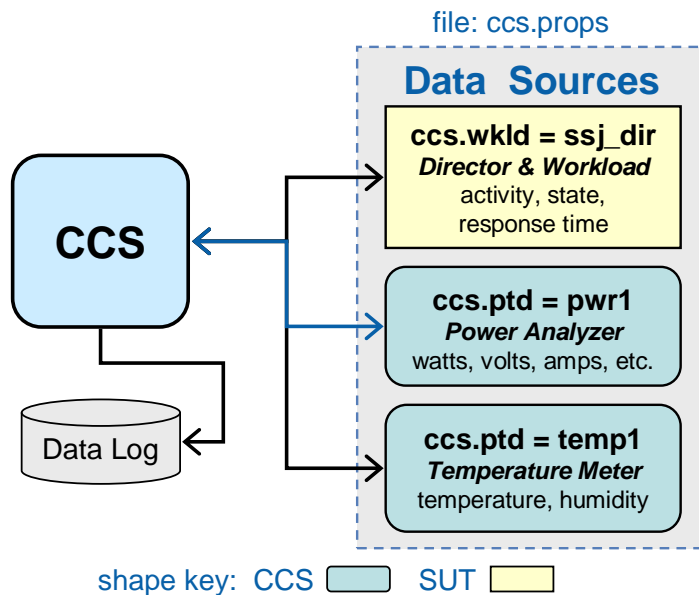 file: ccs.props
Data Sources
ccs.wkld = ssj_dir
Director & Workload
activity, state,
response time
CCS
ccs.ptd = pwr1
Power Analyzer
watts, volts, amps, etc.
ccs.ptd = temp1
Temperature Meter
temperature, humidity
Data Log
shape key: CCS SUT